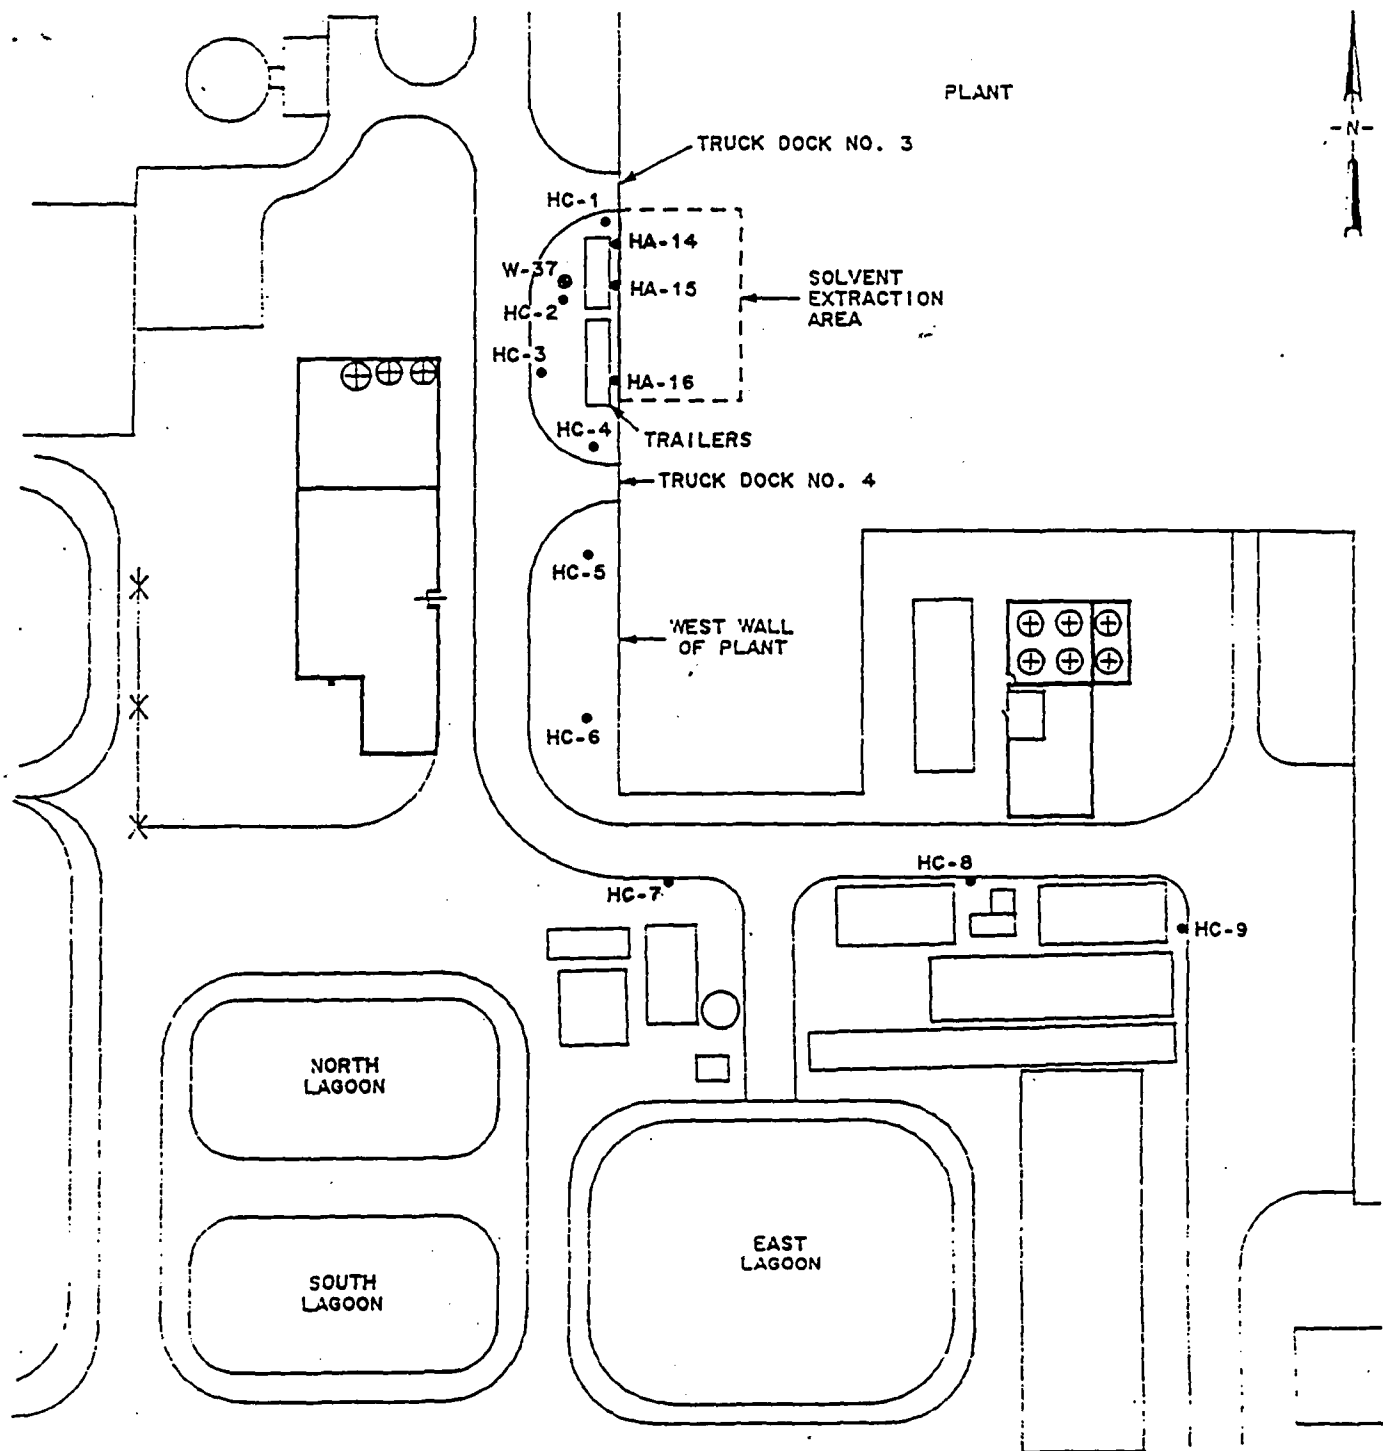 PLANT
-N-
TRUCK DOCK NO. 3
HC-1
HA-14
W-37
HA-15
SOLVENT
EXTRACTION
AREA
HC-2
HC-3
HA-16
HC-4
TRAILERS
TRUCK DOCK NO. 4
HC-5
WEST WALL
OF PLANT
HC-6
HC-8
HC-7
HC-9
NORTH
LAGOON
EAST
LAGOON
SOUTH
LAGOON